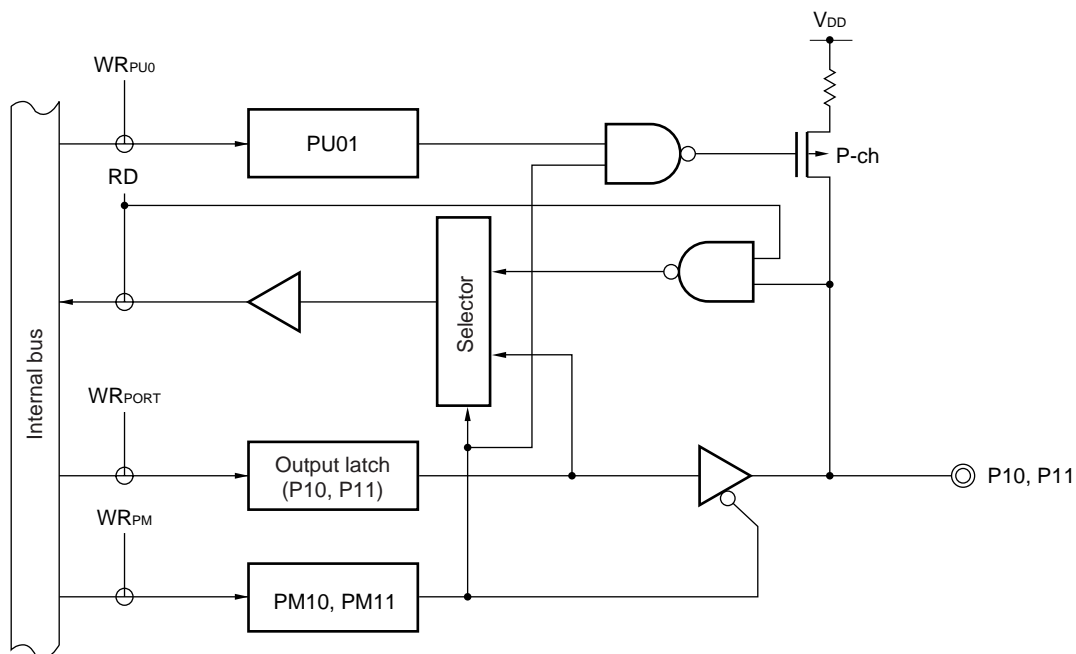 VDD
WRPU0
PU01
P-ch
RD
Selector
Internal bus
WRPORT
Output latch
(P10, P11)
P10, P11
WRPM
PM10, PM11